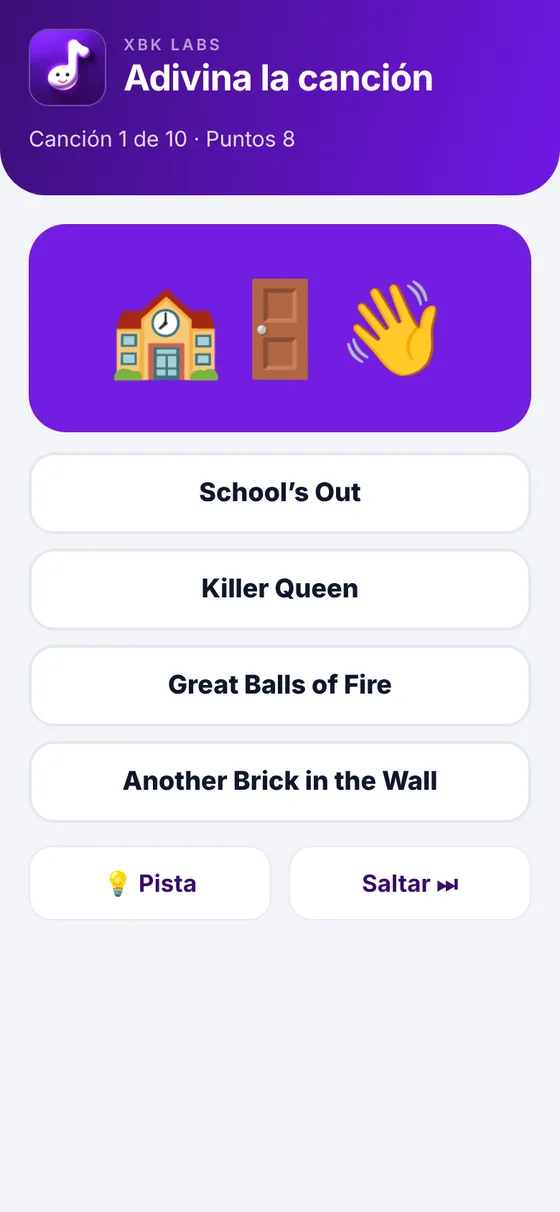 XBK LABS
Adivina la canción
Canción 1 de 10 · Puntos 8
School’s Out
Killer Queen
Great Balls of Fire
Another Brick in the Wall
💡 Pista
Saltar ⏭